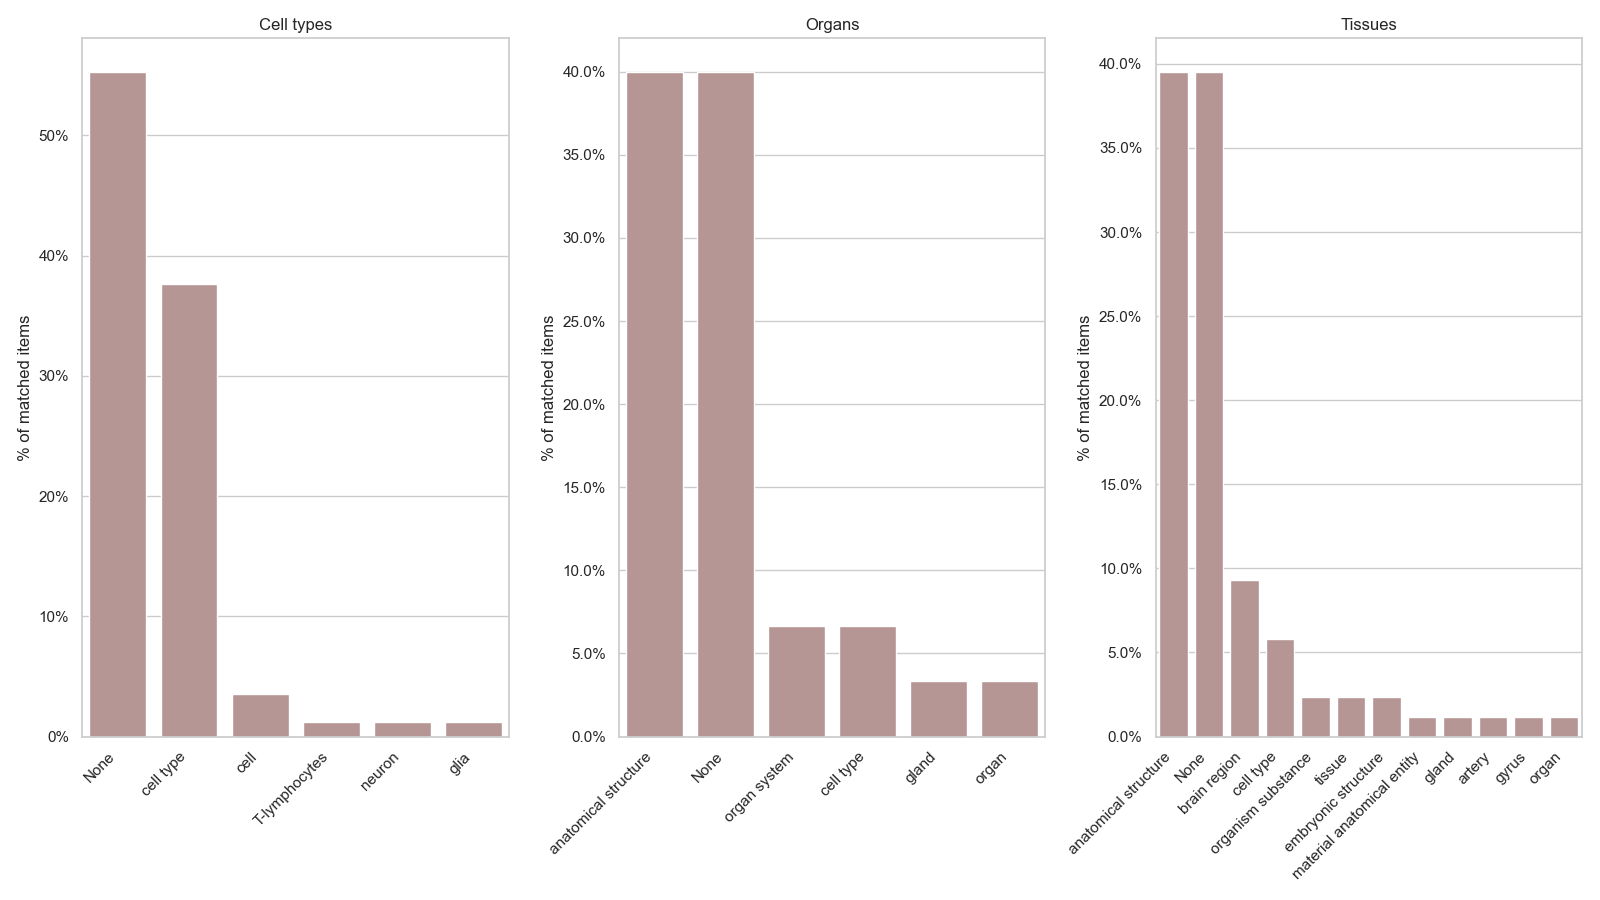 Cell types
% of matched items
50%
40%
30%
20%
10%
0%
None
cell type
cell
T-lymphocytes
neuron
glia
Organs
% of matched items
40.0%
35.0%
30.0%
25.0%
20.0%
15.0%
10.0%
5.0%
0.0%
anatomical structure
None
organ system
cell type
gland
organ
Tissues
% of matched items
40.0%
35.0%
30.0%
25.0%
20.0%
15.0%
10.0%
5.0%
0.0%
anatomical structure
None
brain region
cell type
organism substance
tissue
embryonic structure
material anatomical entity
gland
artery
gyrus
organ